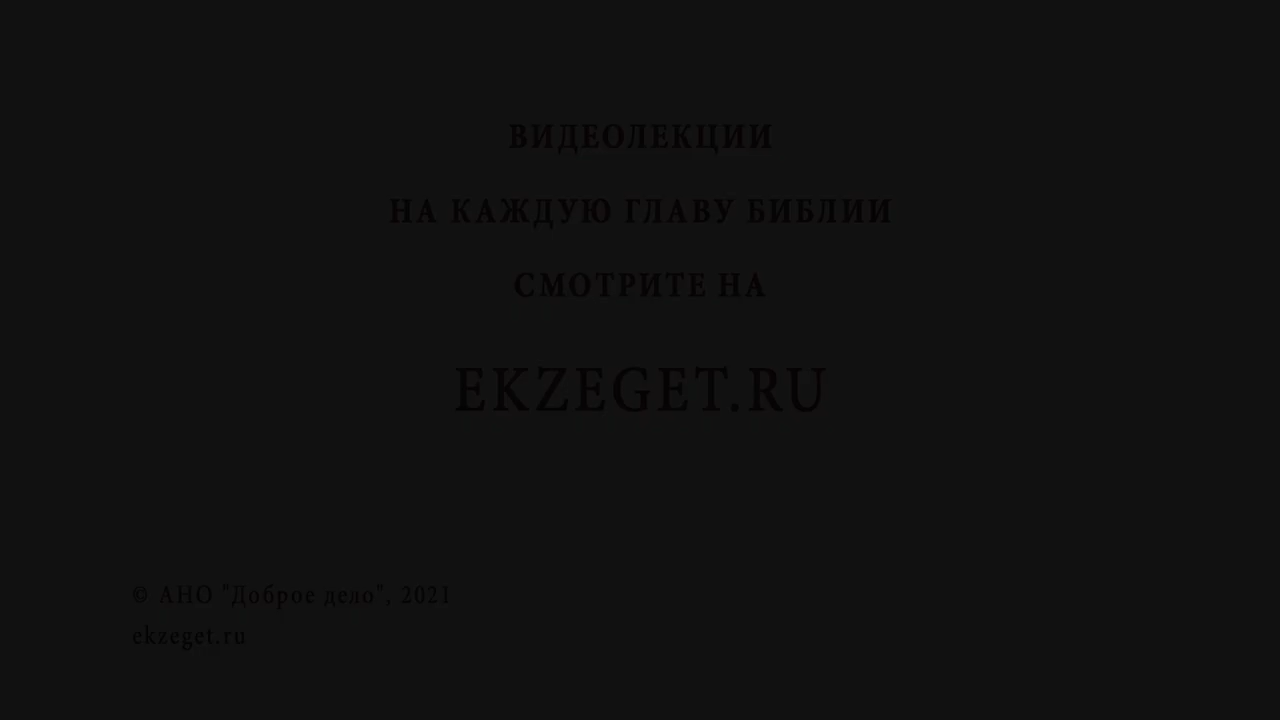 ВИДЕОЛЕКЦИИ
НА КАЖДУЮ ГЛАВУ БИБЛИИ
СМОТРИТЕ НА
EKZEGET.RU
© АНО "Доброе дело", 2021
ekzeget.ru